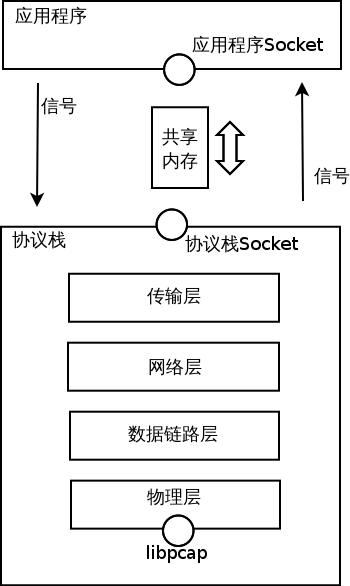 应用程序
应用程序Socket
信号
共享
内存
信号
协议栈
协议栈Socket
传输层
网络层
数据链路层
物理层
libpcap